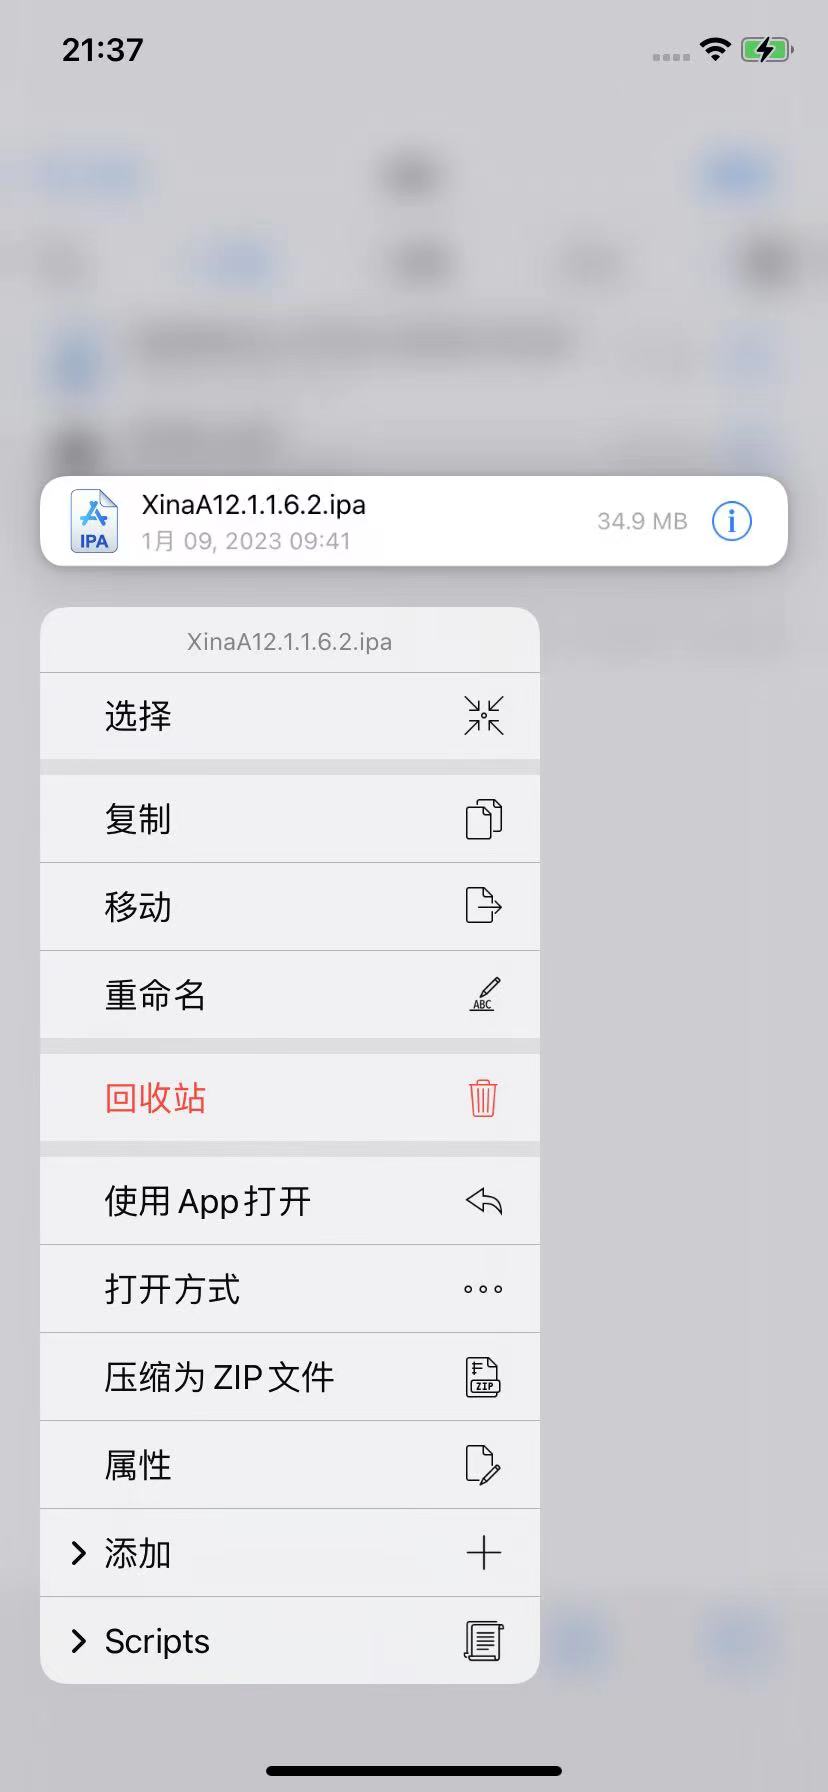 21:37
XinaA12.1.1.6.2.ipa
1月 09, 2023 09:41
34.9 MB
IPA
XinaA12.1.1.6.2.ipa
选择
复制
移动
重命名
ABC
回收站
使用 App 打开
打开方式
压缩为 ZIP 文件
ZIP
属性
添加
Scripts